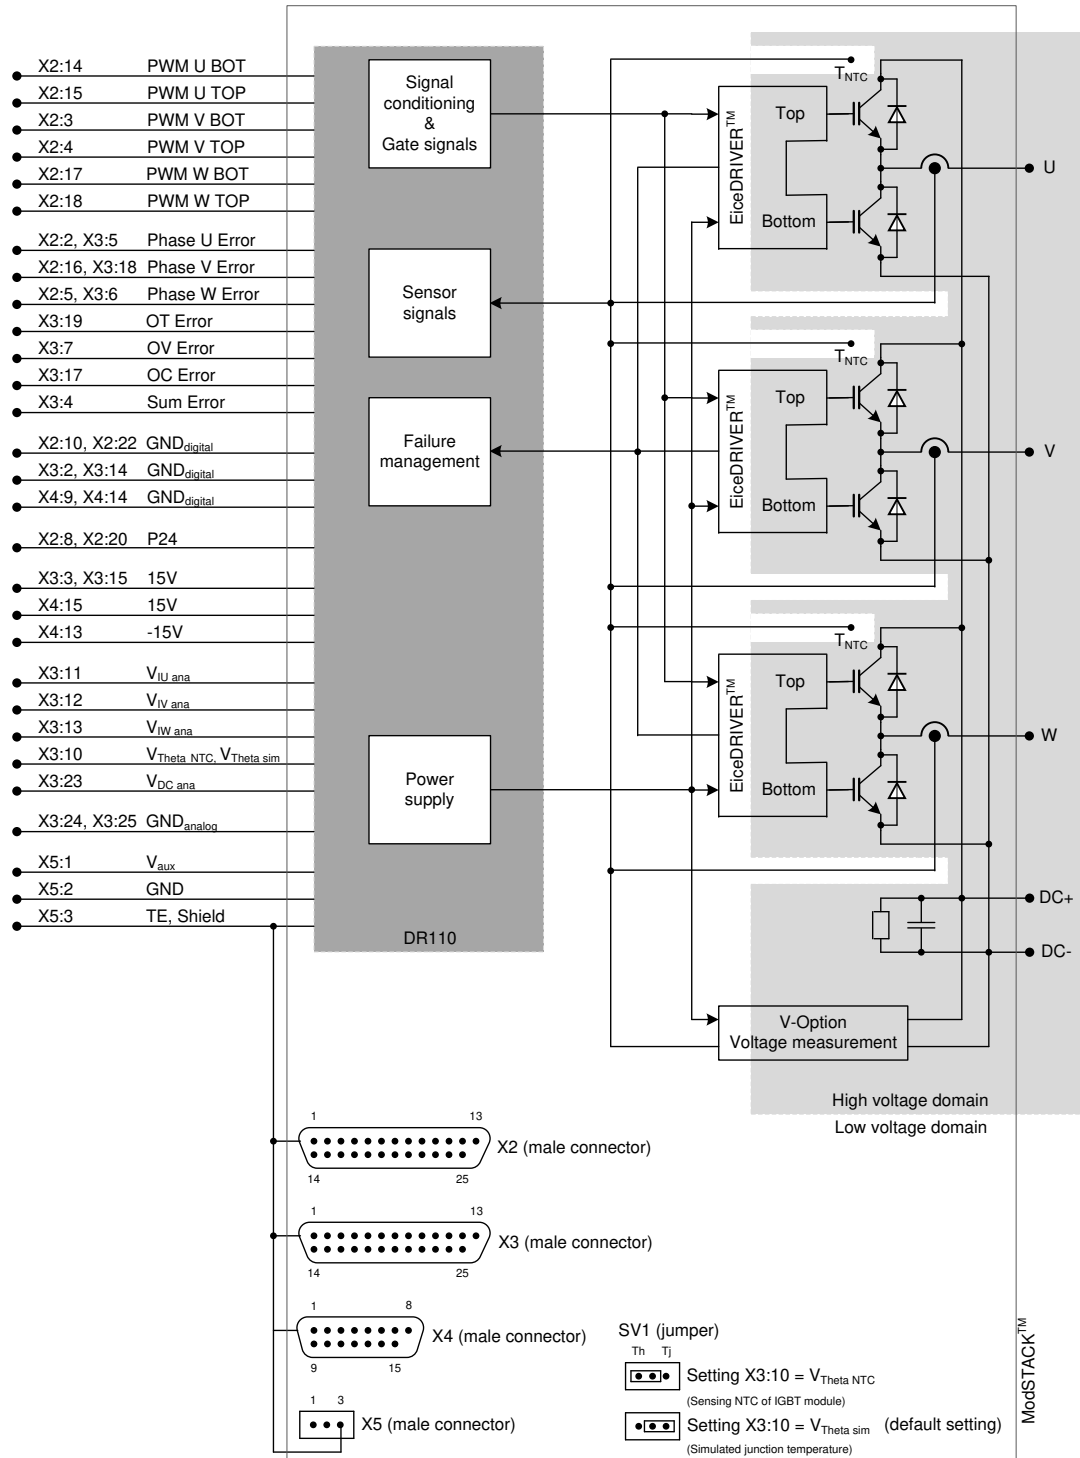 X2:14 PWM U BOT
X2:15 PWM U TOP
X2:3 PWM V BOT
X2:4 PWM V TOP
X2:17 PWM W BOT
X2:18 PWM W TOP
X2:2, X3:5 Phase U Error
X2:16, X3:18 Phase V Error
X2:5, X3:6 Phase W Error
X3:19 OT Error
X3:7 OV Error
X3:17 OC Error
X3:4 Sum Error
X2:10, X2:22 GNDdigital
X3:2, X3:14 GNDdigital
X4:9, X4:14 GNDdigital
X2:8, X2:20 P24
X3:3, X3:15 15V
X4:15 15V
X4:13 -15V
X3:11 VIU ana
X3:12 VIV ana
X3:13 VIW ana
X3:10 VTheta NTC, VTheta sim
X3:23 VDC ana
X3:24, X3:25 GNDanalog
X5:1 Vaux
X5:2 GND
X5:3 TE, Shield
Signal
conditioning
&
Gate signals
Sensor
signals
Failure
management
Power
supply
DR110
TNTC
EiceDRIVER™
Top
Bottom
U
TNTC
EiceDRIVER™
Top
Bottom
V
TNTC
EiceDRIVER™
Top
Bottom
W
DC+
DC-
V-Option
Voltage measurement
High voltage domain
Low voltage domain
1 13
X2 (male connector)
14 25
1 13
X3 (male connector)
14 25
1 8
X4 (male connector)
9 15
1 3
X5 (male connector)
SV1 (jumper)
Th Tj
Setting X3:10 = VTheta NTC
(Sensing NTC of IGBT module)
Setting X3:10 = VTheta sim (default setting)
(Simulated junction temperature)
ModSTACK™